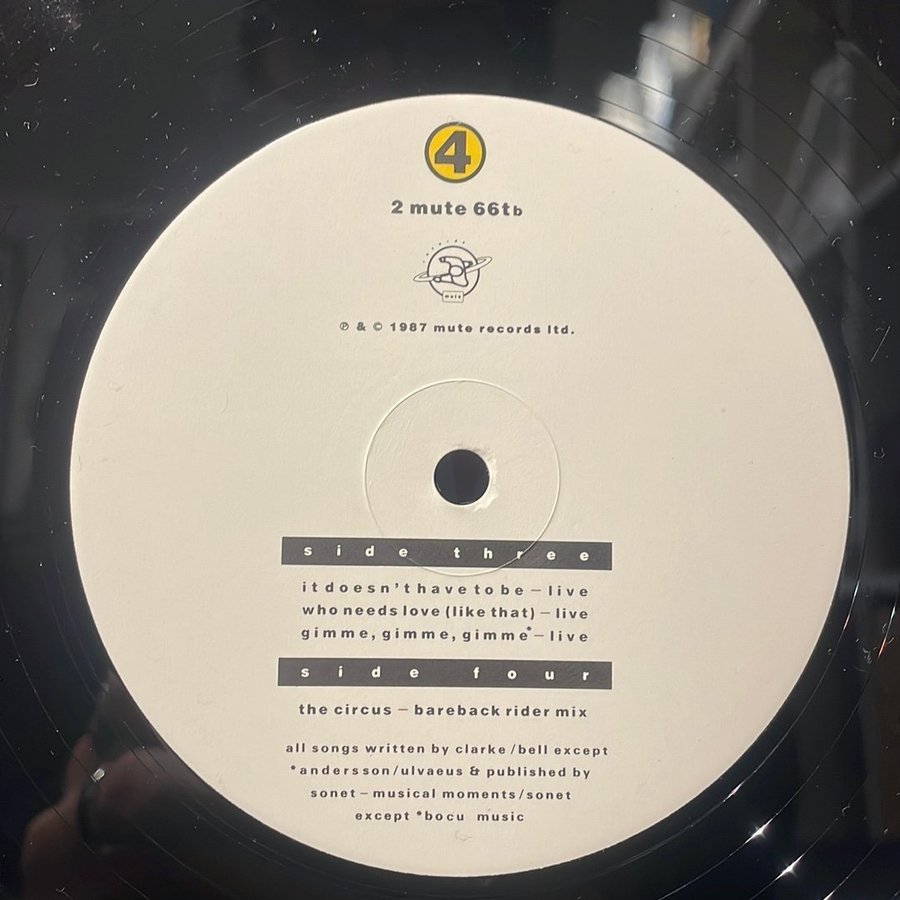 4
2 mute 66tb
mute
℗ & © 1987 mute records ltd.
side three
it doesn't have to be – live
who needs love (like that) – live
gimme, gimme, gimme* – live
side four
the circus – bareback rider mix
all songs written by clarke/bell except
*andersson/ulvaeus & published by
sonet – musical moments/sonet
except *bocu music